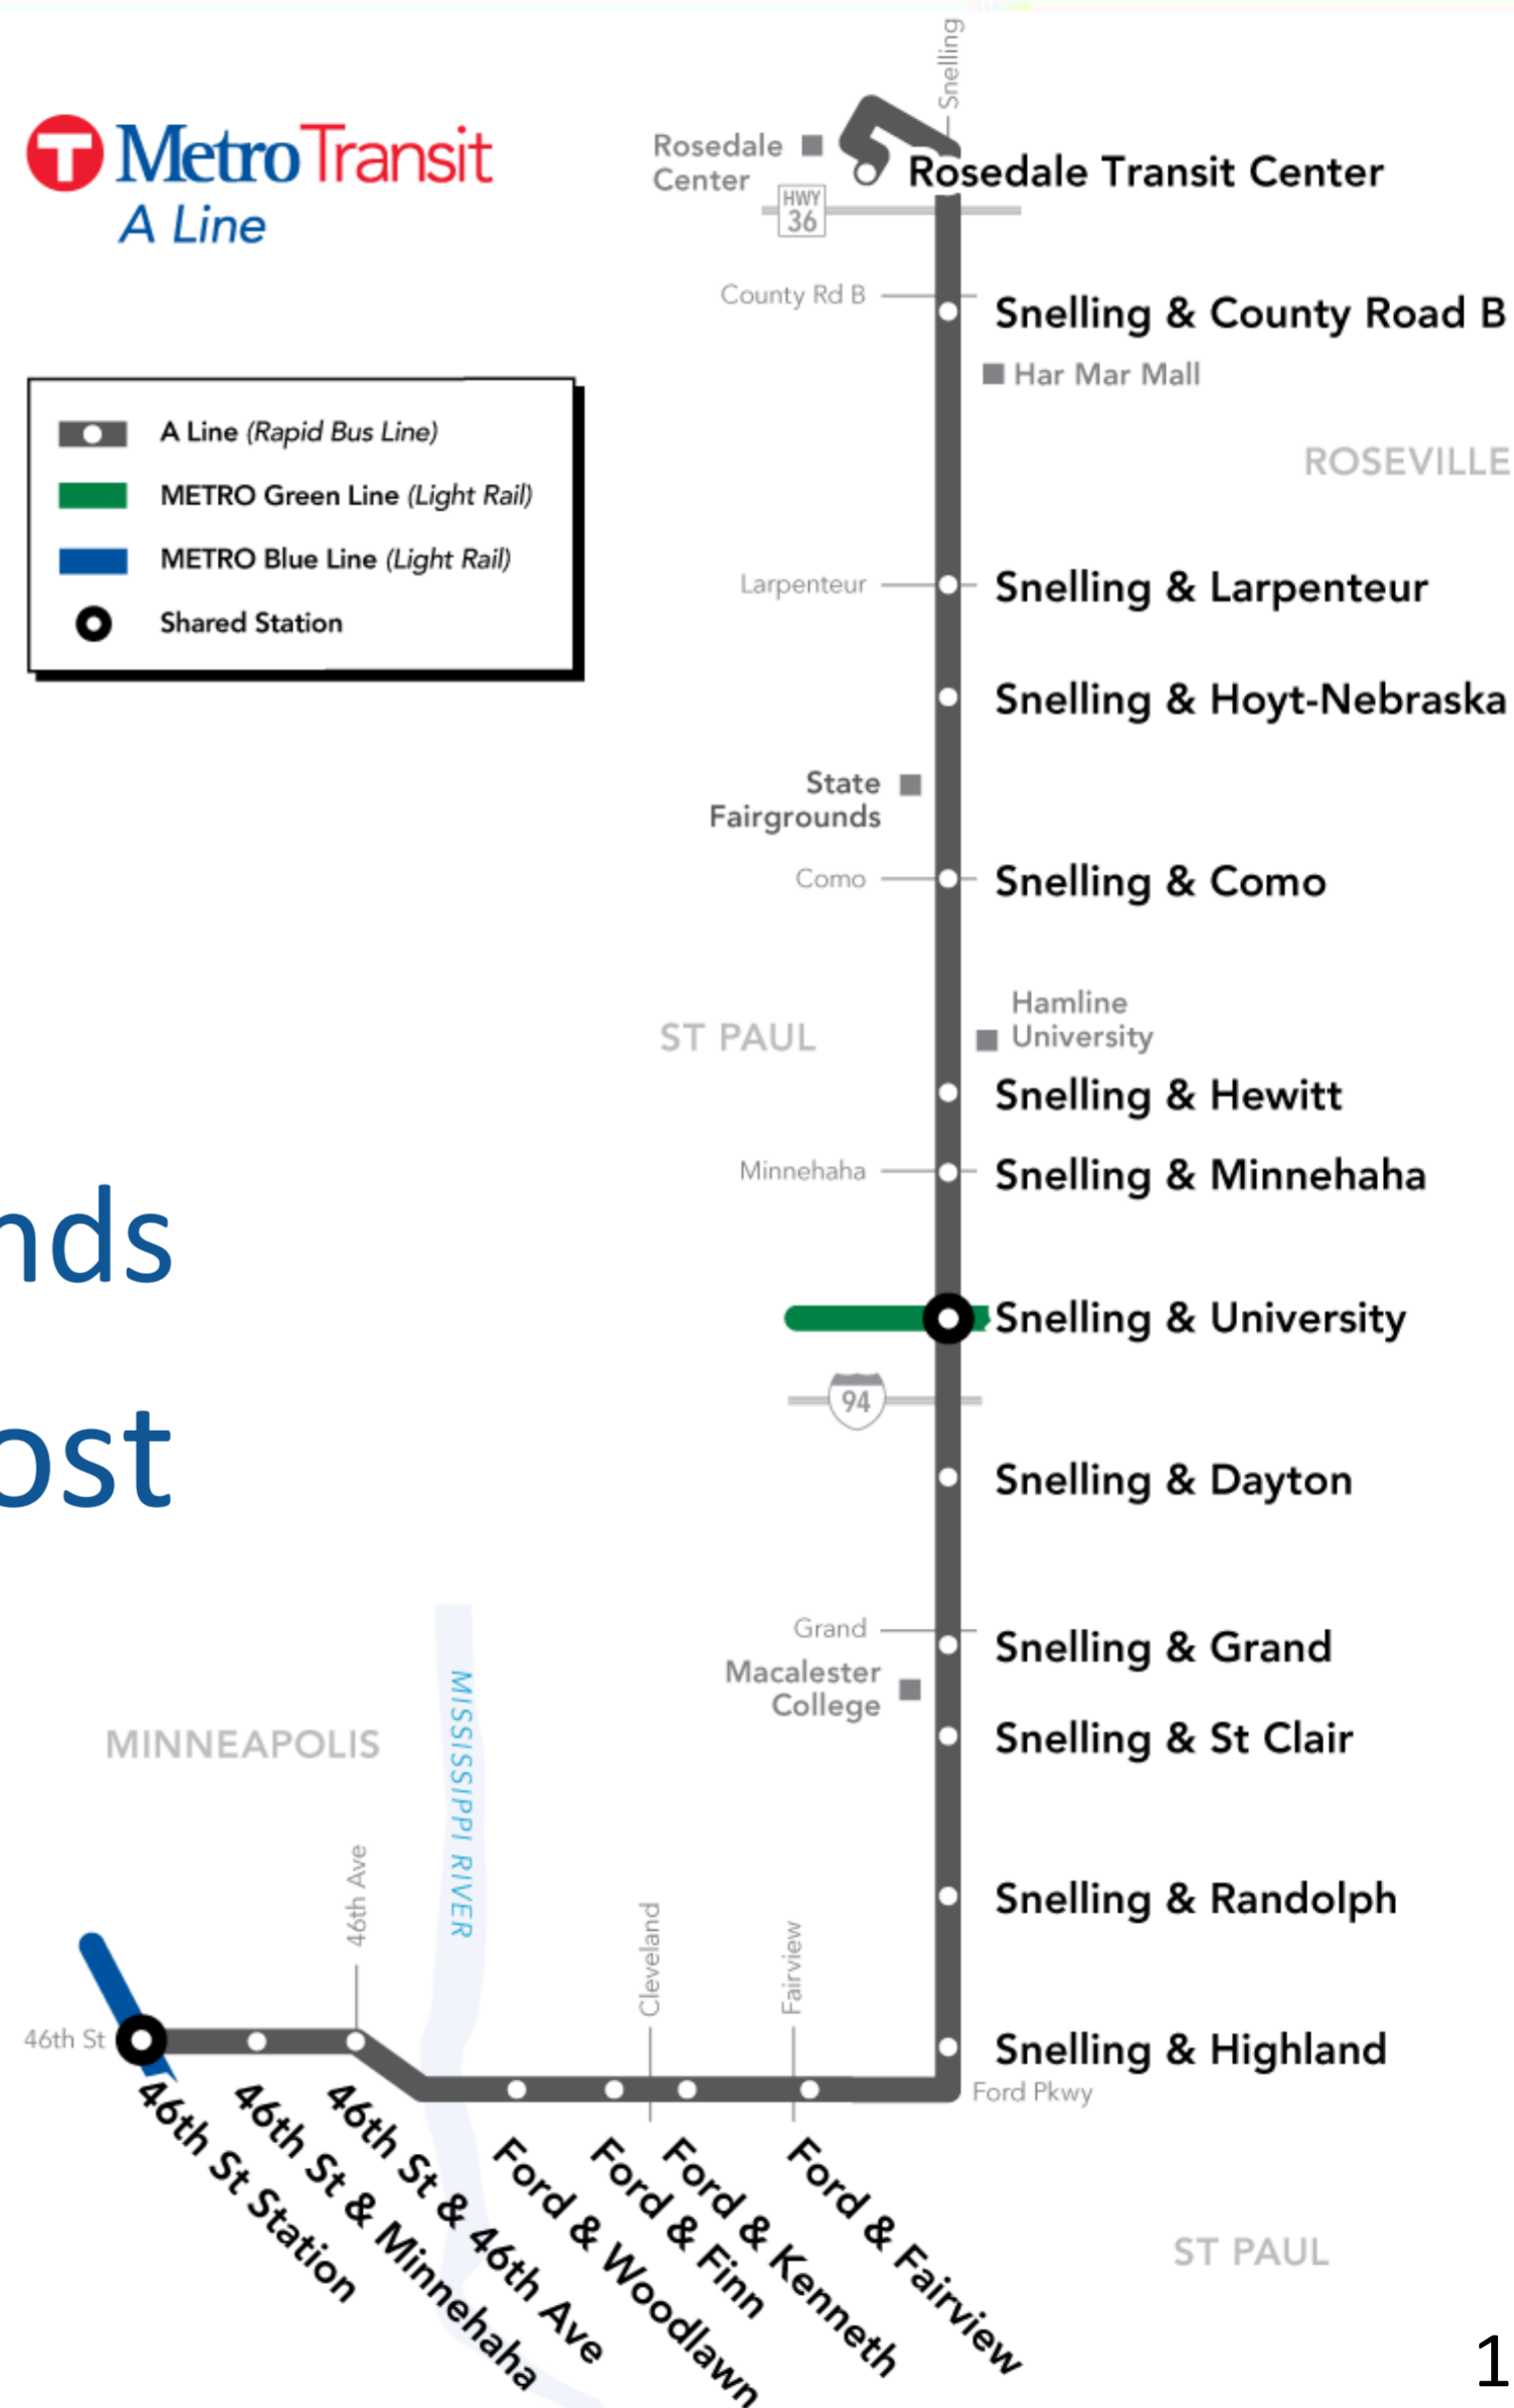 Snelling
T MetroTransit
A Line
Rosedale
Center
Rosedale Transit Center
HWY
36
County Rd B
Snelling & County Road B
Har Mar Mall
A Line (Rapid Bus Line)
METRO Green Line (Light Rail)
METRO Blue Line (Light Rail)
Shared Station
ROSEVILLE
Larpenteur
Snelling & Larpenteur
Snelling & Hoyt-Nebraska
State
Fairgrounds
Como
Snelling & Como
ST PAUL
Hamline
University
Snelling & Hewitt
Minnehaha
Snelling & Minnehaha
nds
Snelling & University
94
ost
Snelling & Dayton
Grand
Snelling & Grand
Macalester
College
MISSISSIPPI RIVER
MINNEAPOLIS
Snelling & St Clair
Snelling & Randolph
46th Ave
Cleveland
Fairview
46th St
Snelling & Highland
Ford Pkwy
46th St Station
46th St & Minnehaha
46th St & 46th Ave
Ford & Woodlawn
Ford & Finn
Ford & Kenneth
Ford & Fairview
ST PAUL
1